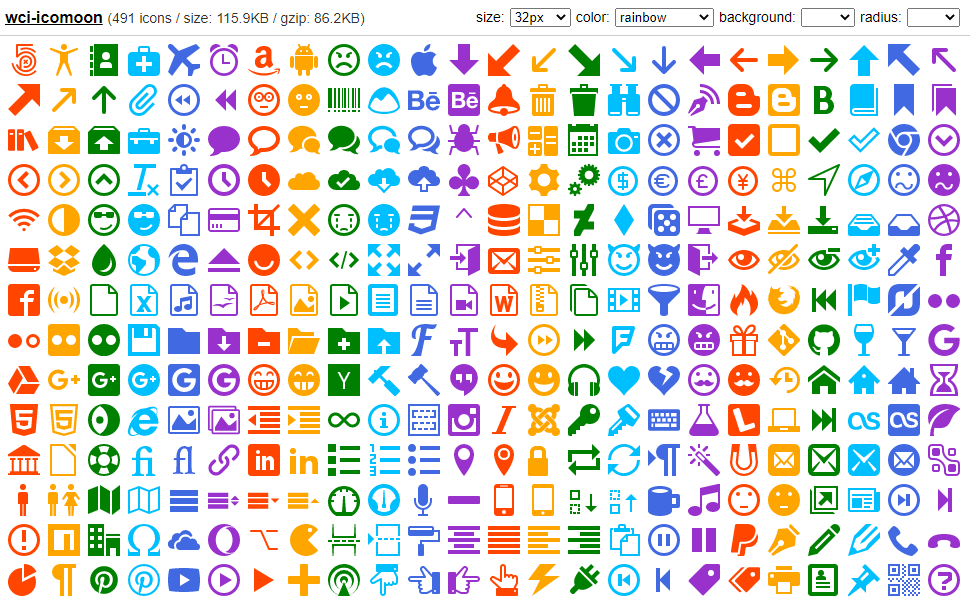 wci-icomoon (491 icons / size: 115.9KB / gzip: 86.2KB) size: 32px color: rainbow background: radius: